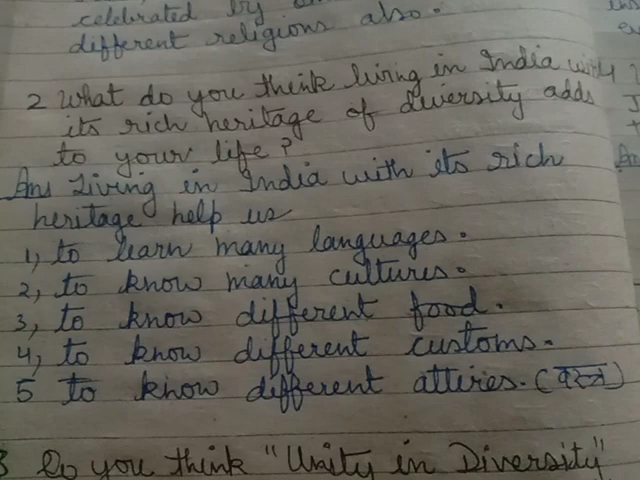 celebrated by
different religions also.
2 What do you think living in India with
its rich heritage of diversity adds
to your life?
Ans Living in India with its rich
heritage help us
1, to learn many languages.
2, to know many cultures.
3, to know different food.
4, to know different customs.
5 to know different attires. (वस्त्र)
3 Do you think "Unity in Diversity"